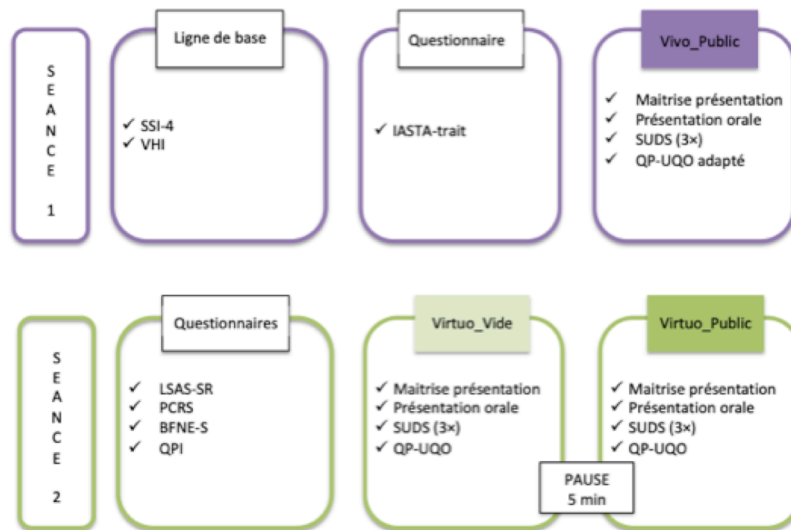 SEANCE 1
Ligne de base
✓ SSI-4
✓ VHI
Questionnaire
✓ IASTA-trait
Vivo_Public
✓ Maitrise présentation
✓ Présentation orale
✓ SUDS (3×)
✓ QP-UQO adapté
SEANCE 2
Questionnaires
✓ LSAS-SR
✓ PCRS
✓ BFNE-S
✓ QPI
Virtuo_Vide
✓ Maitrise présentation
✓ Présentation orale
✓ SUDS (3×)
✓ QP-UQO
PAUSE
5 min
Virtuo_Public
✓ Maitrise présentation
✓ Présentation orale
✓ SUDS (3×)
✓ QP-UQO